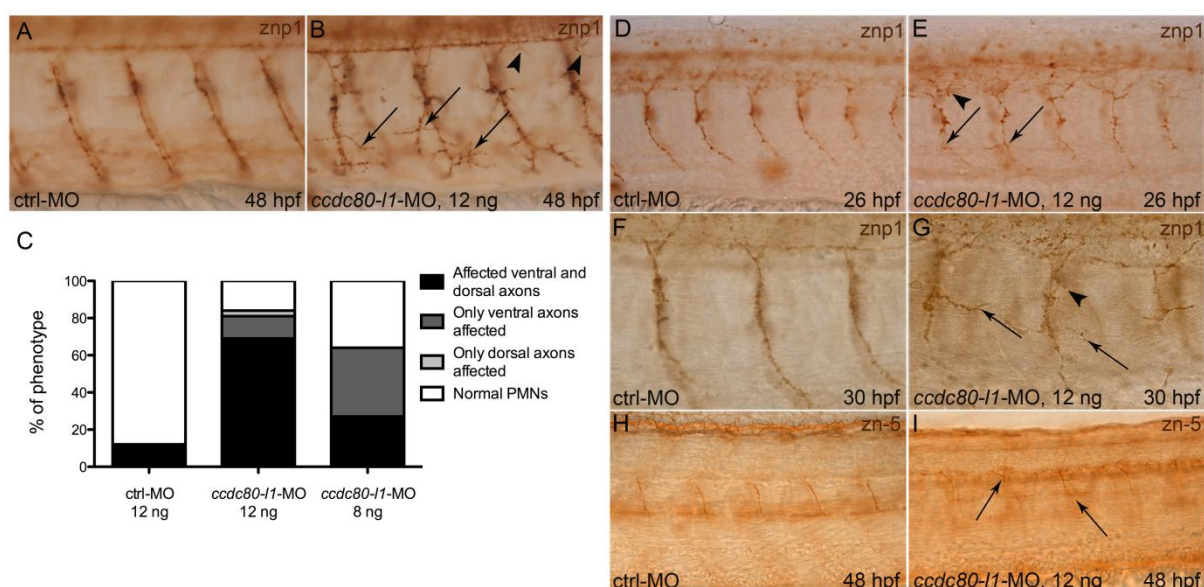 A znp1
ctrl-MO 48 hpf
B znp1
ccdc80-l1-MO, 12 ng 48 hpf
C
% of phenotype
100
80
60
40
20
0
ctrl-MO
12 ng
ccdc80-l1-MO
12 ng
ccdc80-l1-MO
8 ng
Affected ventral and
dorsal axons
Only ventral axons
affected
Only dorsal axons
affected
Normal PMNs
D znp1
ctrl-MO 26 hpf
E znp1
ccdc80-l1-MO, 12 ng 26 hpf
F znp1
ctrl-MO 30 hpf
G znp1
ccdc80-l1-MO, 12 ng 30 hpf
H zn-5
ctrl-MO 48 hpf
I zn-5
ccdc80-l1-MO, 12 ng 48 hpf